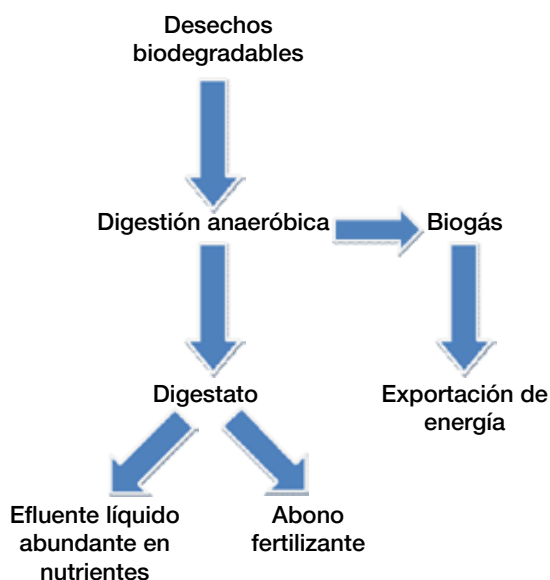 Desechos
biodegradables
Digestión anaeróbica
Biogás
Digestato
Exportación de
energía
Efluente líquido
abundante en
nutrientes
Abono
fertilizante